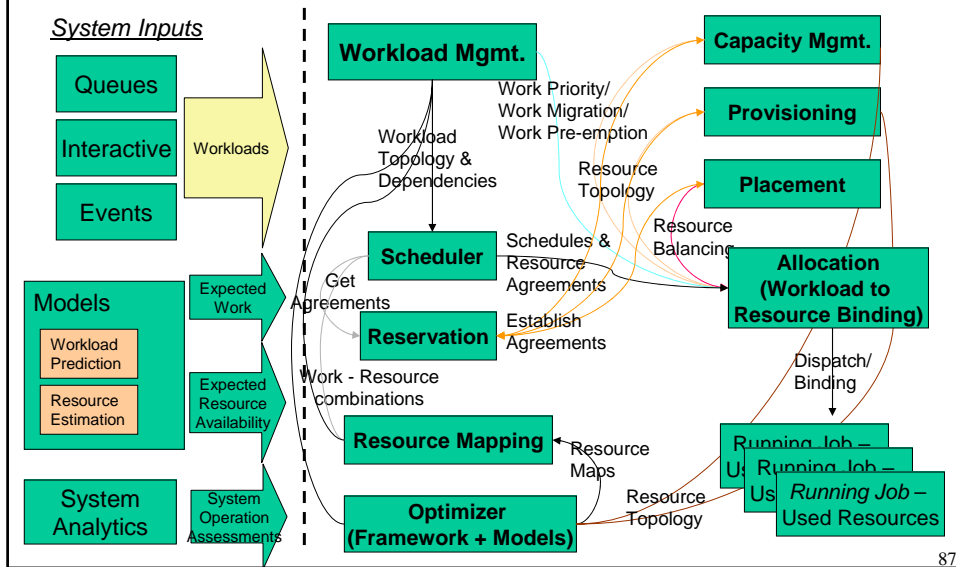 System Inputs
Queues
Interactive
Events
Workloads
Models
Workload
Prediction
Resource
Estimation
Expected
Work
Expected
Resource
Availability
System
Analytics
System
Operation
Assessments
Workload Mgmt.
Workload
Topology &
Dependencies
Work Priority/
Work Migration/
Work Pre-emption
Capacity Mgmt.
Provisioning
Placement
Resource
Topology
Resource
Balancing
Scheduler
Schedules &
Resource
Agreements
Get
Agreements
Reservation
Establish
Agreements
Allocation
(Workload to
Resource Binding)
Dispatch/
Binding
Work - Resource
combinations
Resource Mapping
Resource
Maps
Optimizer
(Framework + Models)
Resource
Topology
Running Job –
Us
Running Job –
Us
Running Job –
Used Resources
87